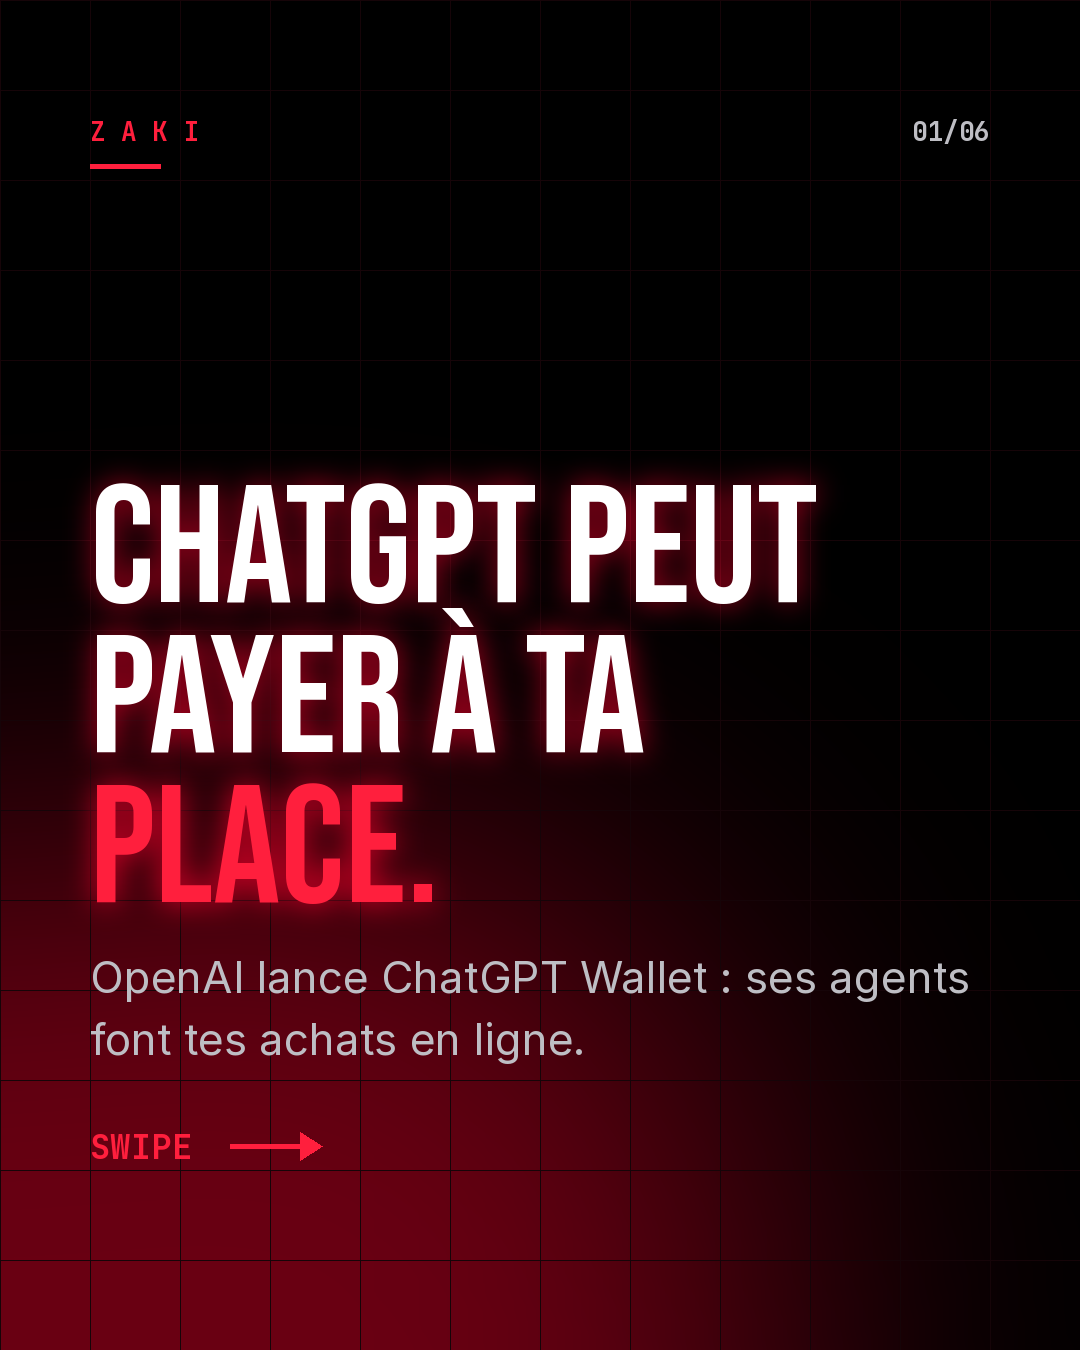 Z A K I
01/06
CHATGPT PEUT
PAYER À TA
PLACE.
OpenAI lance ChatGPT Wallet : ses agents
font tes achats en ligne.
SWIPE